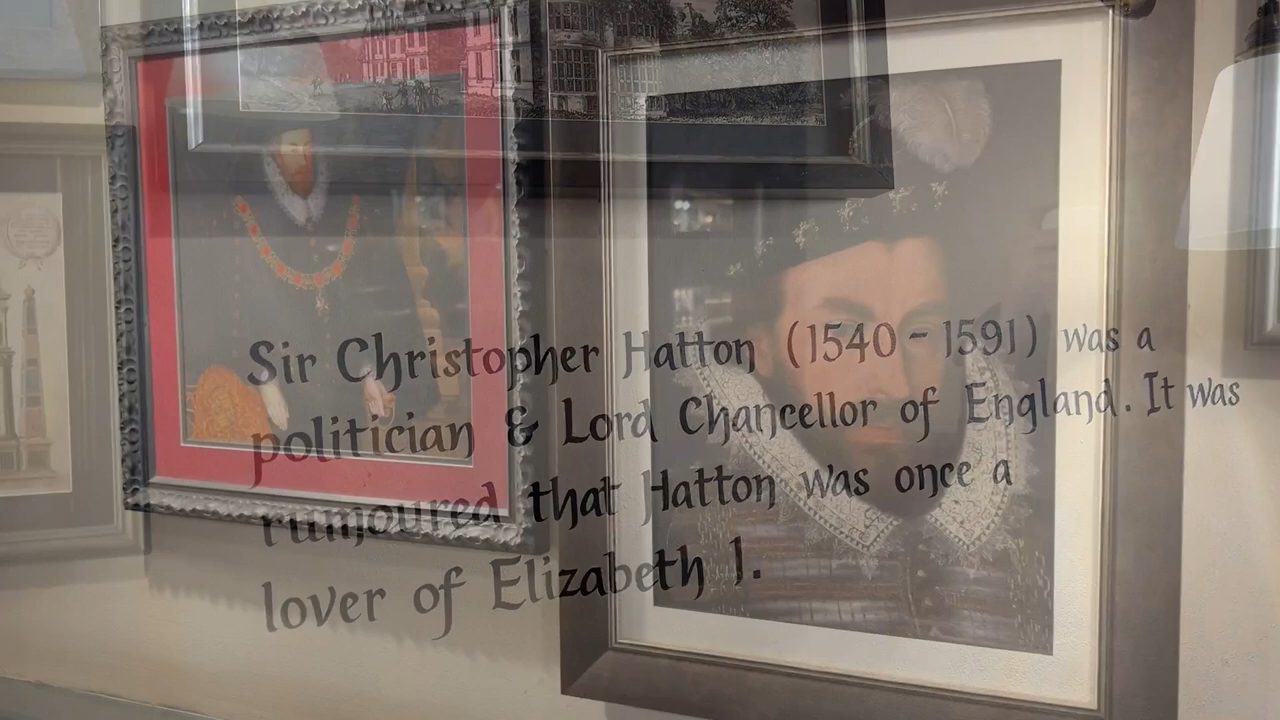 Sir Christopher Hatton (1540 - 1591) was a
politician & Lord Chancellor of England. It was
rumoured that Hatton was once a
lover of Elizabeth I.